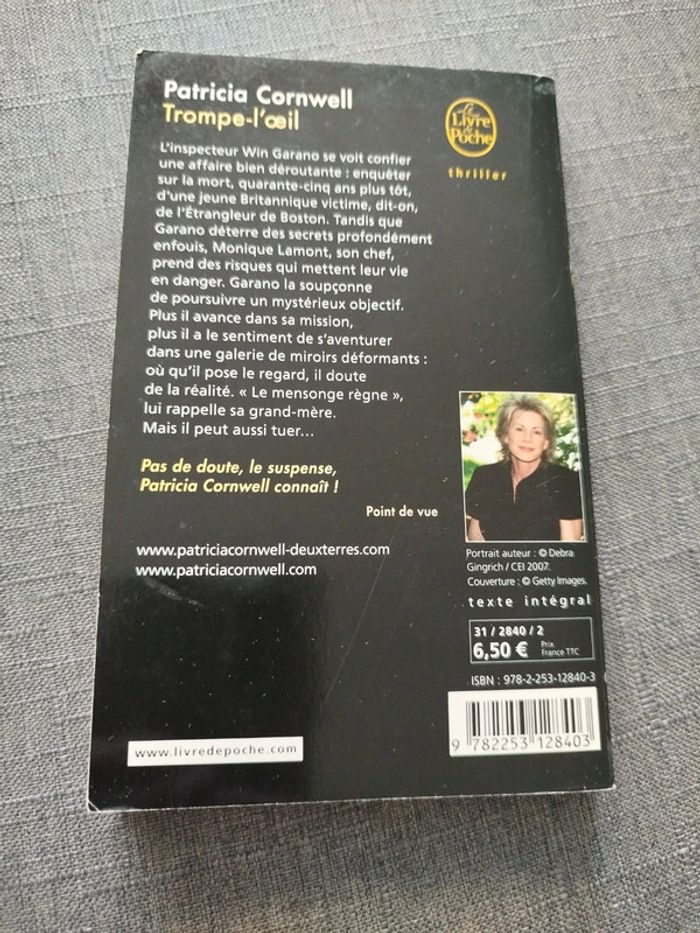 Patricia Cornwell
Trompe-l'œil
Le
Livre
de
Poche
thriller
L'inspecteur Win Garano se voit confier
une affaire bien déroutante : enquêter
sur la mort, quarante-cinq ans plus tôt,
d'une jeune Britannique victime, dit-on,
de l'Étrangleur de Boston. Tandis que
Garano déterre des secrets profondément
enfouis, Monique Lamont, son chef,
prend des risques qui mettent leur vie
en danger. Garano la soupçonne
de poursuivre un mystérieux objectif.
Plus il avance dans sa mission,
plus il a le sentiment de s'aventurer
dans une galerie de miroirs déformants :
où qu'il pose le regard, il doute
de la réalité. « Le mensonge règne »,
lui rappelle sa grand-mère.
Mais il peut aussi tuer…
Pas de doute, le suspense,
Patricia Cornwell connaît !
Point de vue
www.patriciacornwell-deuxterres.com
www.patriciacornwell.com
Portrait auteur : © Debra
Gingrich / CEI 2007.
Couverture : © Getty Images.
texte intégral
31 / 2840 / 2
6,50 € Prix
France TTC
ISBN : 978-2-253-12840-3
9 782253 128403
www.livredepoche.com